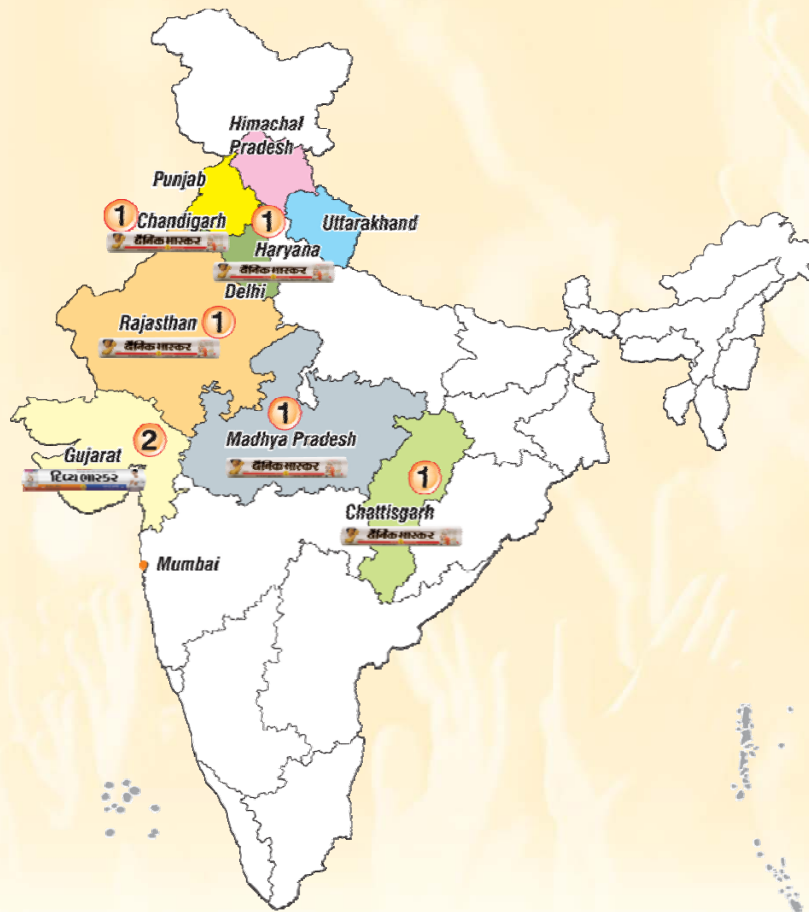 Himachal
Pradesh
Punjab
1
Chandigarh
दैनिक भास्कर
1
Uttarakhand
Haryana
दैनिक भास्कर
Delhi
Rajasthan
1
दैनिक भास्कर
1
Madhya Pradesh
दैनिक भास्कर
2
Gujarat
દિવ્ય ભાસ્કર
1
Chattisgarh
दैनिक भास्कर
Mumbai